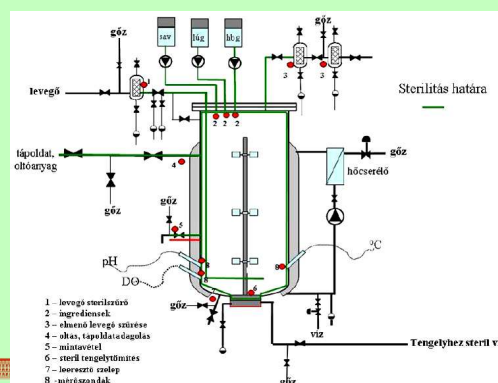 gőz
sav
lúg
hbg
gőz
1
3
3
levegő
Sterilitás határa
2
2
2
tápoldat,
oltóanyag
4
gőz
gőz
hőcserélő
gőz
5
pH
DO
°C
8
8
8
7
6
gőz
víz
1 – levegő sterilszűrő
2 – ingrediensek
3 – elmenő levegő szűrése
4 – oltás, tápoldatadagolás
5 – mintavétel
6 – steril tengelytömítés
7 – leeresztő szelep
8 -mérőszondák
Tengelyhez steril v
gőz